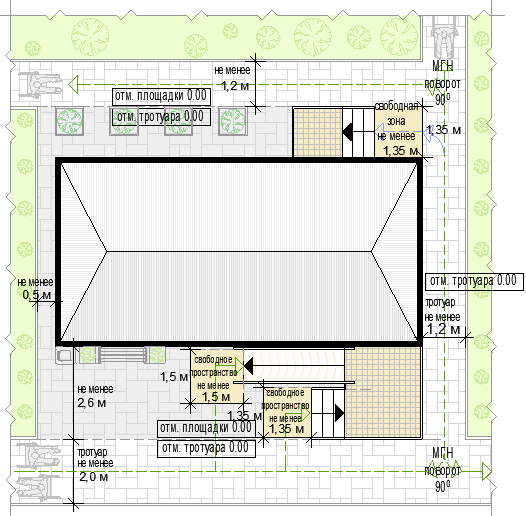 МГН
поворот
90⁰
не менее
1,2 м
отм. площадки 0.00
отм. тротуара 0.00
свободная
зона
не менее
1,35 м
1,35 м
не менее
0,5 м
отм. тротуара 0.00
тротуар
не менее
1,2 м
свободное
пространство
не менее
1,5 м
1,5 м
не менее
2,6 м
свободное
пространство
не менее
1,35 м
1,35 м
отм. площадки 0.00
отм. тротуара 0.00
тротуар
не менее
2,0 м
МГН
поворот
90⁰